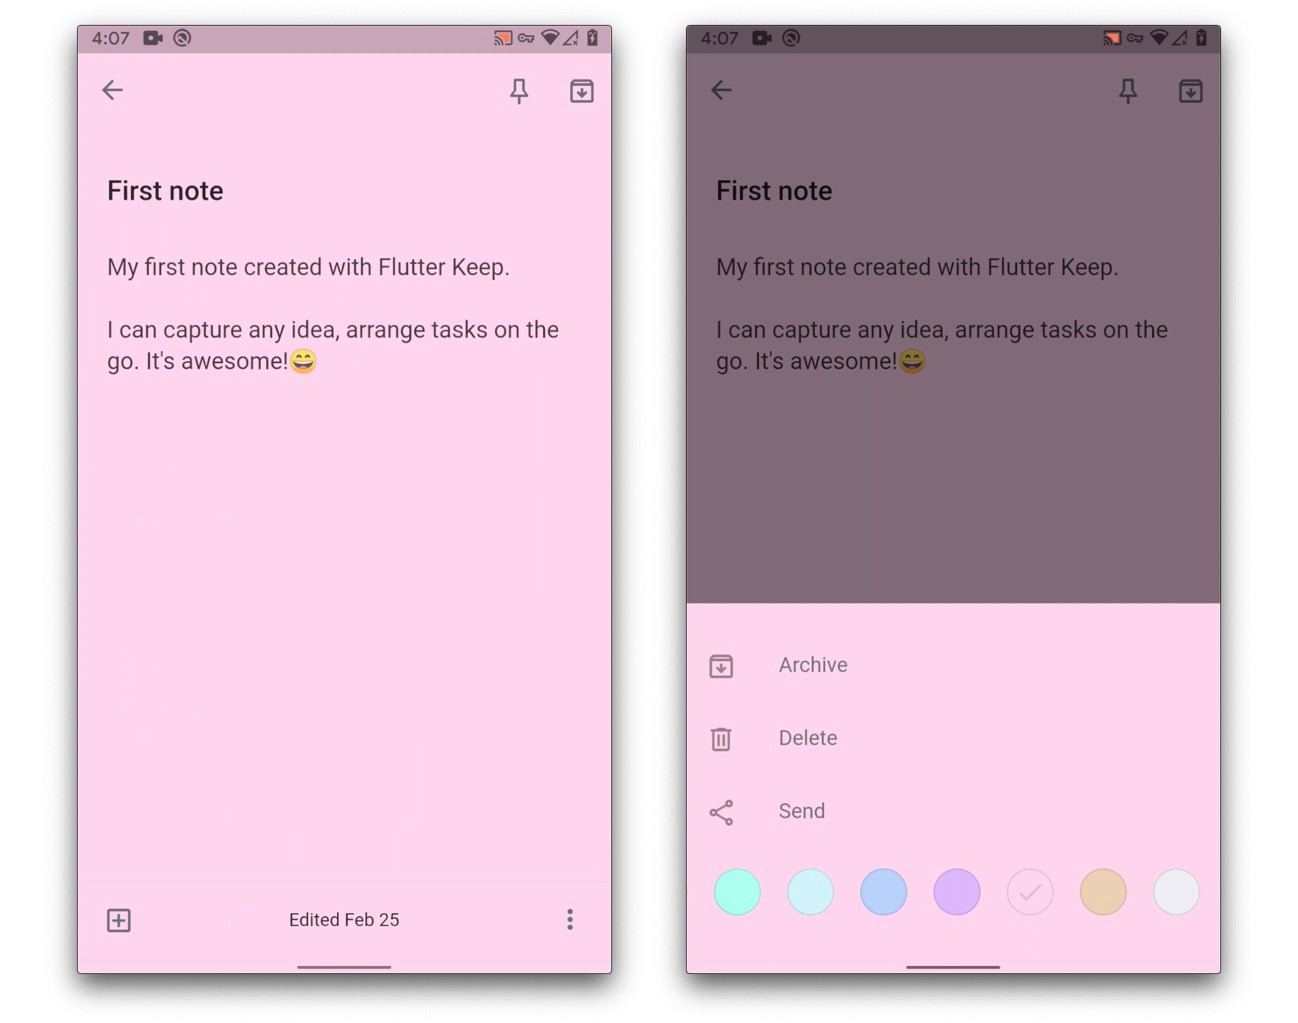 4:07
First note
My first note created with Flutter Keep.
I can capture any idea, arrange tasks on the
go. It's awesome!😄
Edited Feb 25
4:07
First note
My first note created with Flutter Keep.
I can capture any idea, arrange tasks on the
go. It's awesome!😄
Archive
Delete
Send